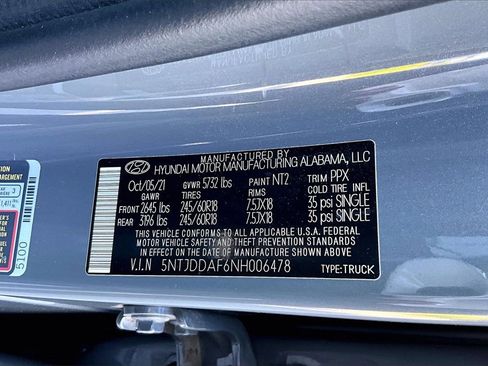 MANUFACTURED BY
HYUNDAI MOTOR MANUFACTURING ALABAMA, LLC
Oct/05/21 GVWR 5732 lbs PAINT NT2 TRIM PPX
GAWR TIRES RIMS COLD TIRE INFL
FRONT 2645 lbs 245/60R18 7.5JX18 35 psi SINGLE
REAR 3196 lbs 245/60R18 7.5JX18 35 psi SINGLE
THIS VEHICLE CONFORMS TO ALL APPLICABLE U.S.A FEDERAL
MOTOR VEHICLE SAFETY AND THEFT PREVENTION STANDARDS IN
EFFECT ON THE DATE OF MANUFACTURE SHOWN ABOVE.
V.I.N 5NTJDDAF6NH006478 TYPE:TRUCK
5100